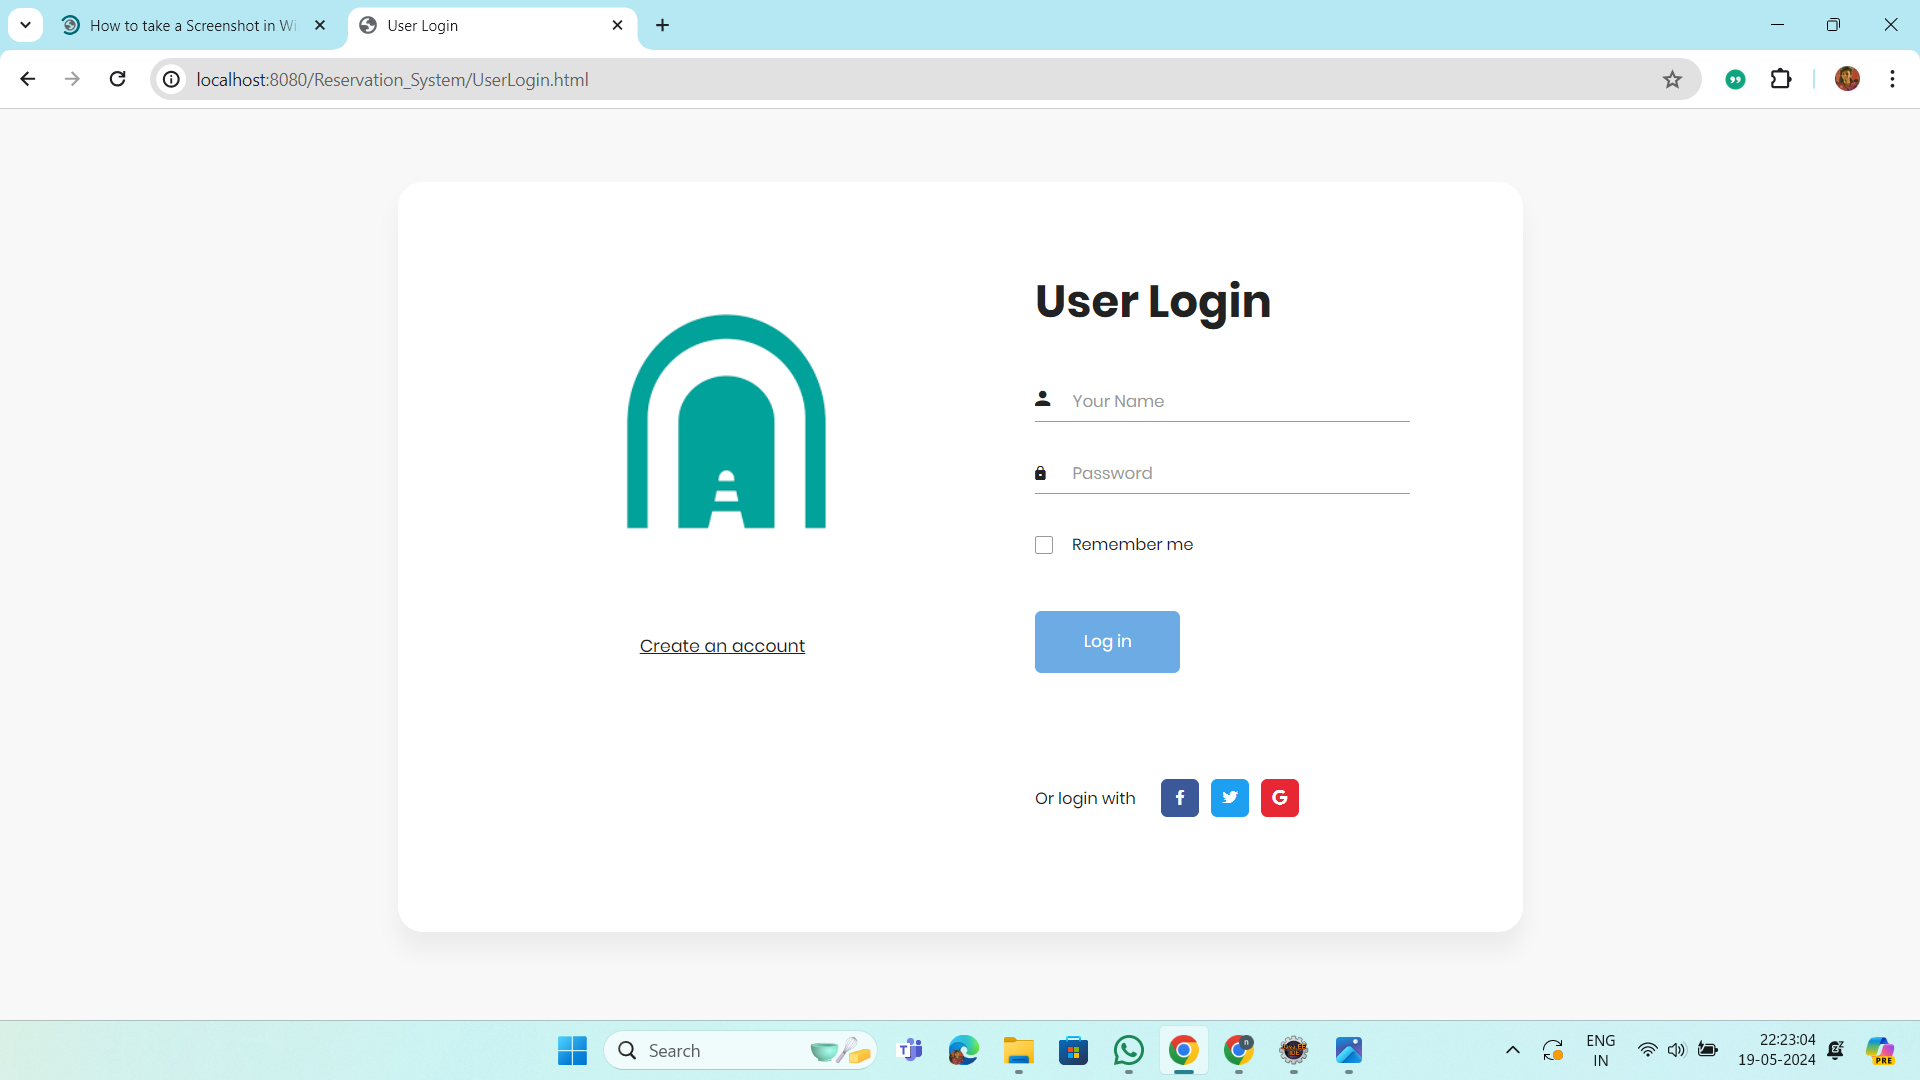 How to take a Screenshot in Wi
User Login
localhost:8080/Reservation_System/UserLogin.html
User Login
Your Name
Password
Remember me
Log in
Create an account
Or login with
Search
ENG
IN
22:23:04
19-05-2024
PRE